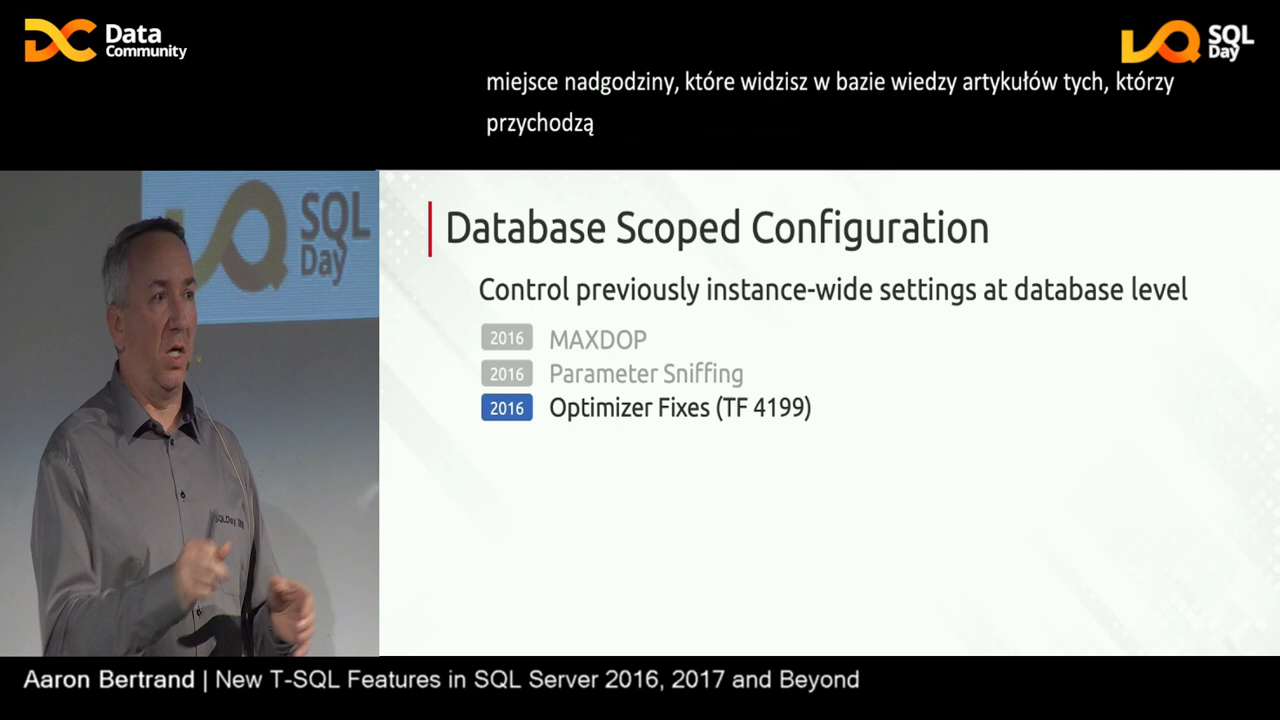 Data
Community
SQL
Day
miejsce nadgodziny, które widzisz w bazie wiedzy artykułów tych, którzy
przychodzą
SQL
Day
Database Scoped Configuration
Control previously instance-wide settings at database level
2016 MAXDOP
2016 Parameter Sniffing
2016 Optimizer Fixes (TF 4199)
Aaron Bertrand | New T-SQL Features in SQL Server 2016, 2017 and Beyond